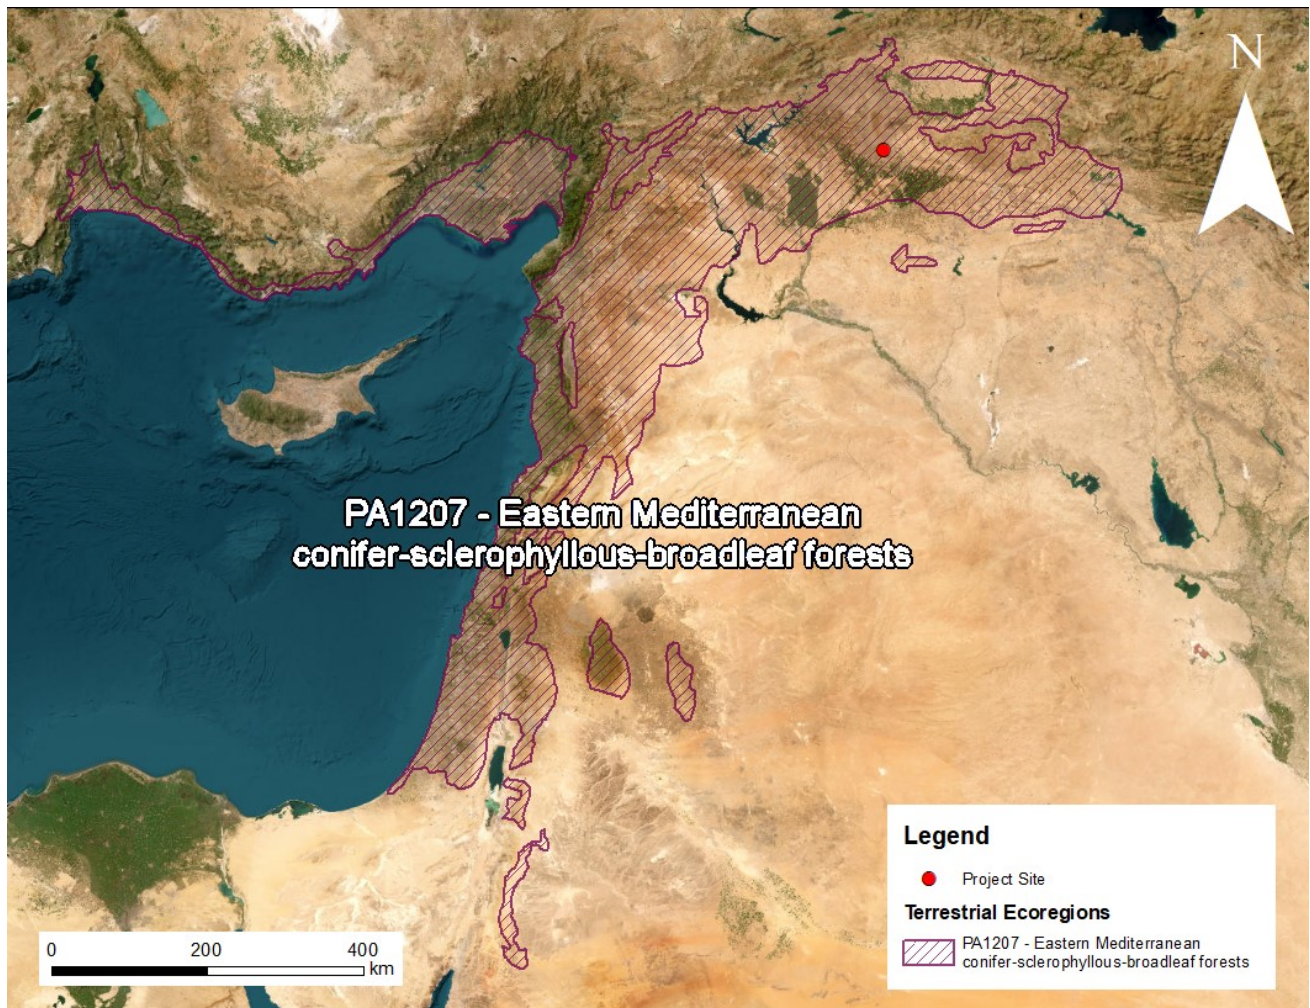 N
PA1207 - Eastern Mediterranean
conifer-sclerophyllous-broadleaf forests
Legend
Project Site
Terrestrial Ecoregions
PA1207 - Eastern Mediterranean
conifer-sclerophyllous-broadleaf forests
0 200 400
km